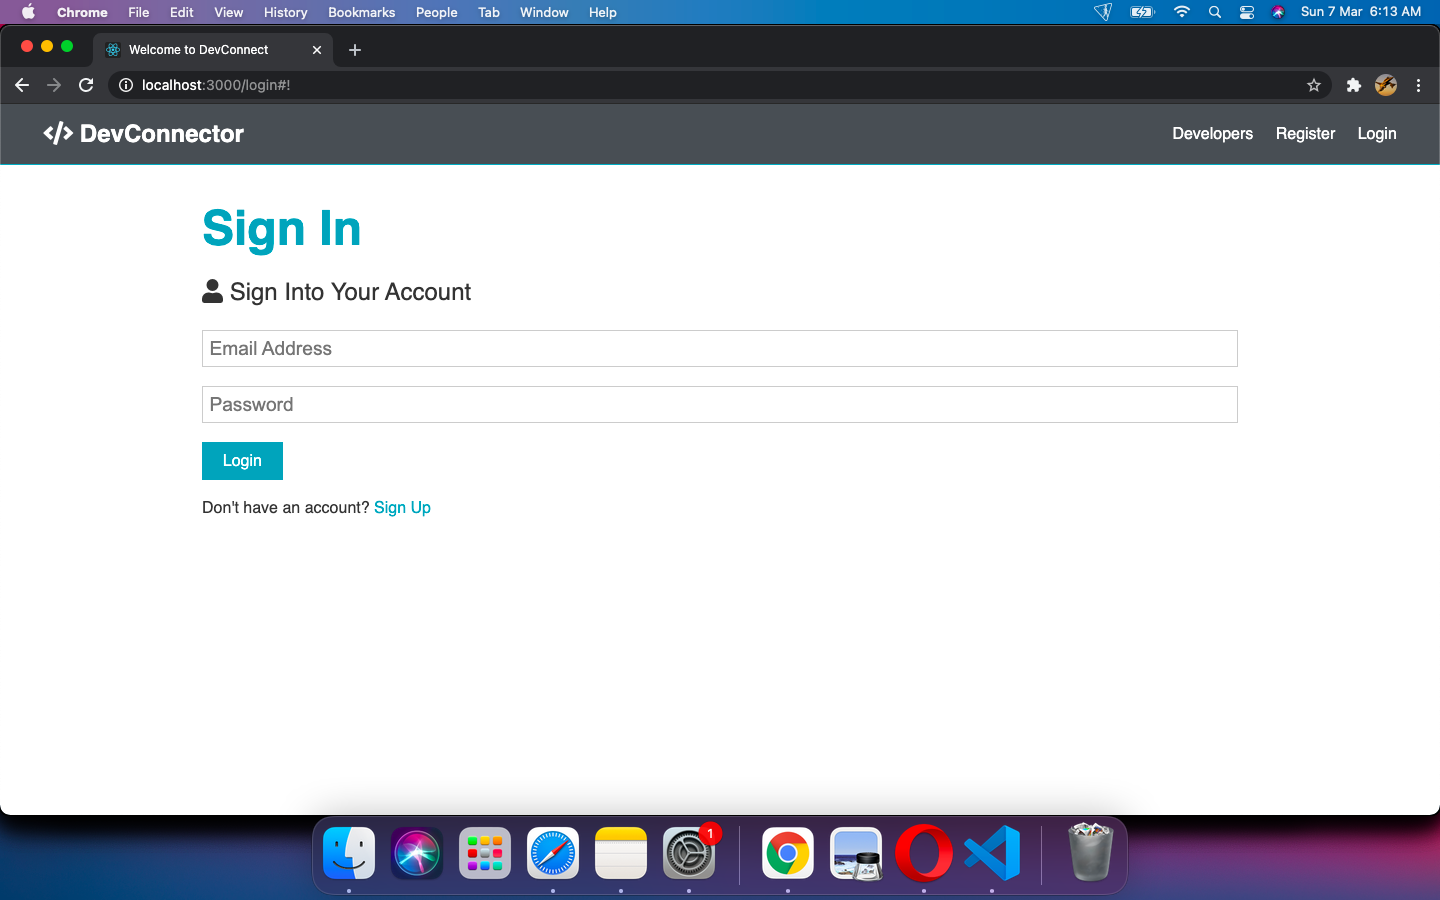 Chrome File Edit View History Bookmarks People Tab Window Help Sun 7 Mar 6:13 AM
Welcome to DevConnect
localhost:3000/login#!
</> DevConnector Developers Register Login
Sign In
Sign Into Your Account
Email Address
Password
Login
Don't have an account? Sign Up
1